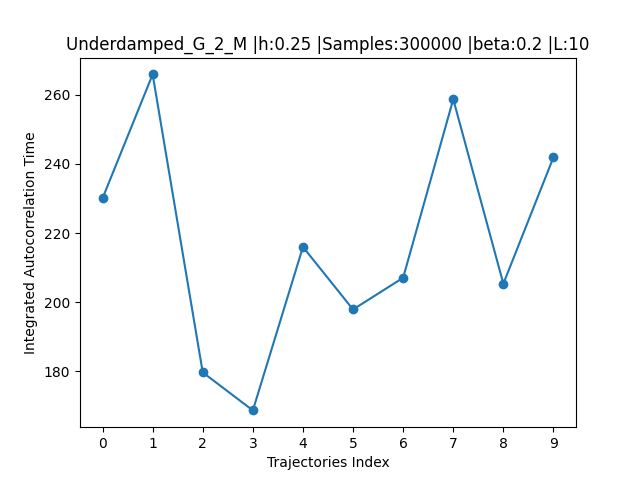 Underdamped_G_2_M |h:0.25 |Samples:300000 |beta:0.2 |L:10
Integrated Autocorrelation Time
260
240
220
200
180
0 1 2 3 4 5 6 7 8 9
Trajectories Index